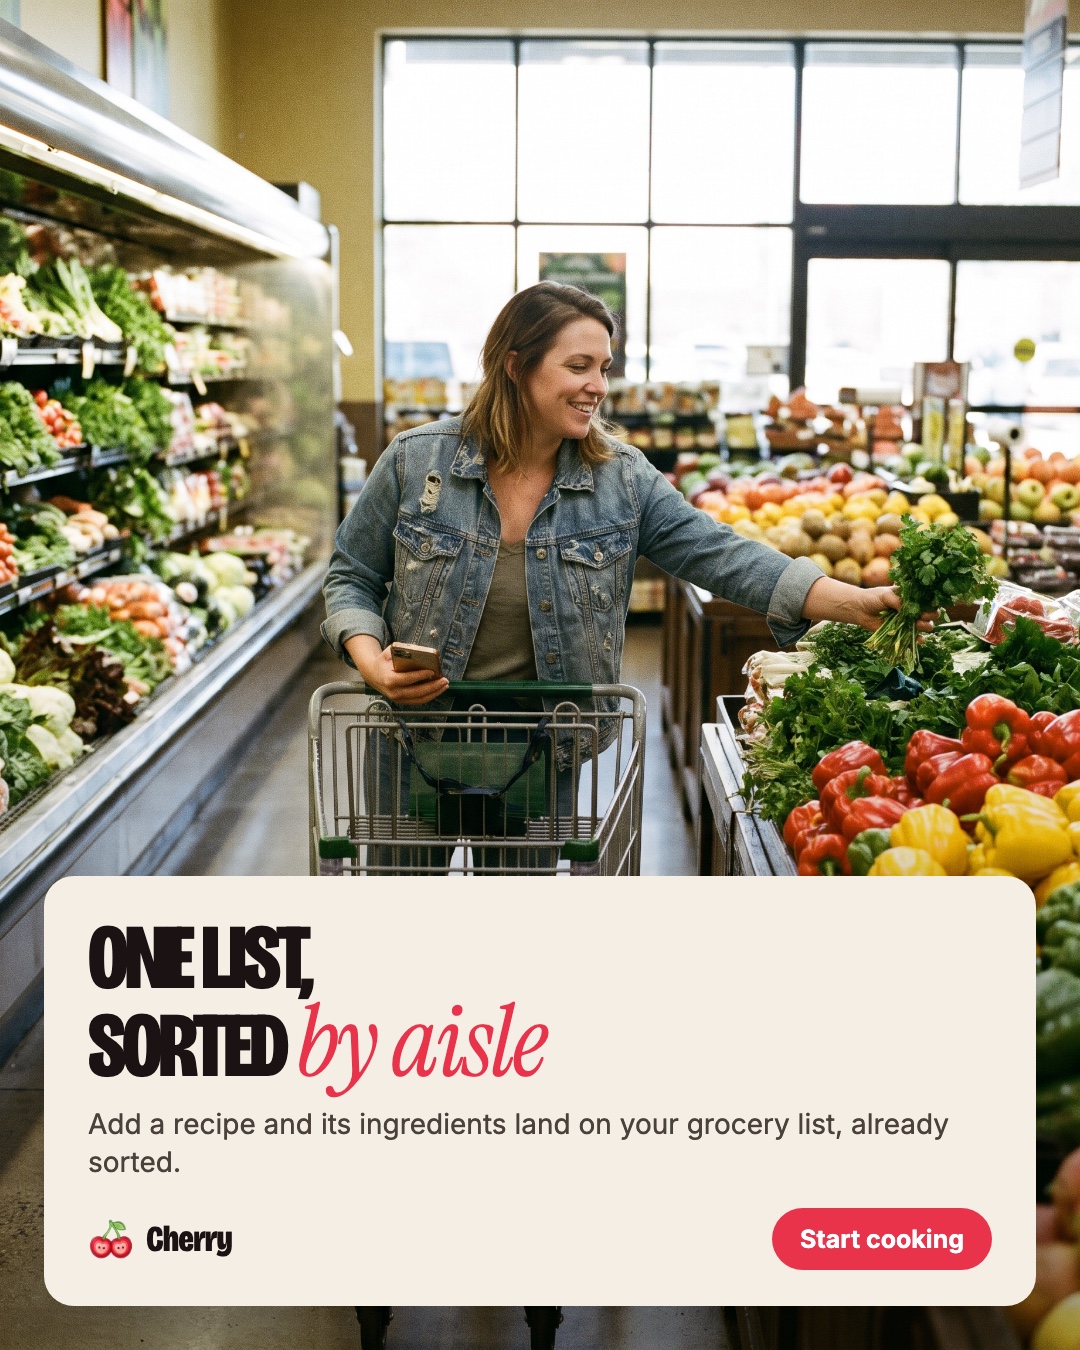 ONE LIST,
SORTED by aisle
Add a recipe and its ingredients land on your grocery list, already
sorted.
Cherry
Start cooking